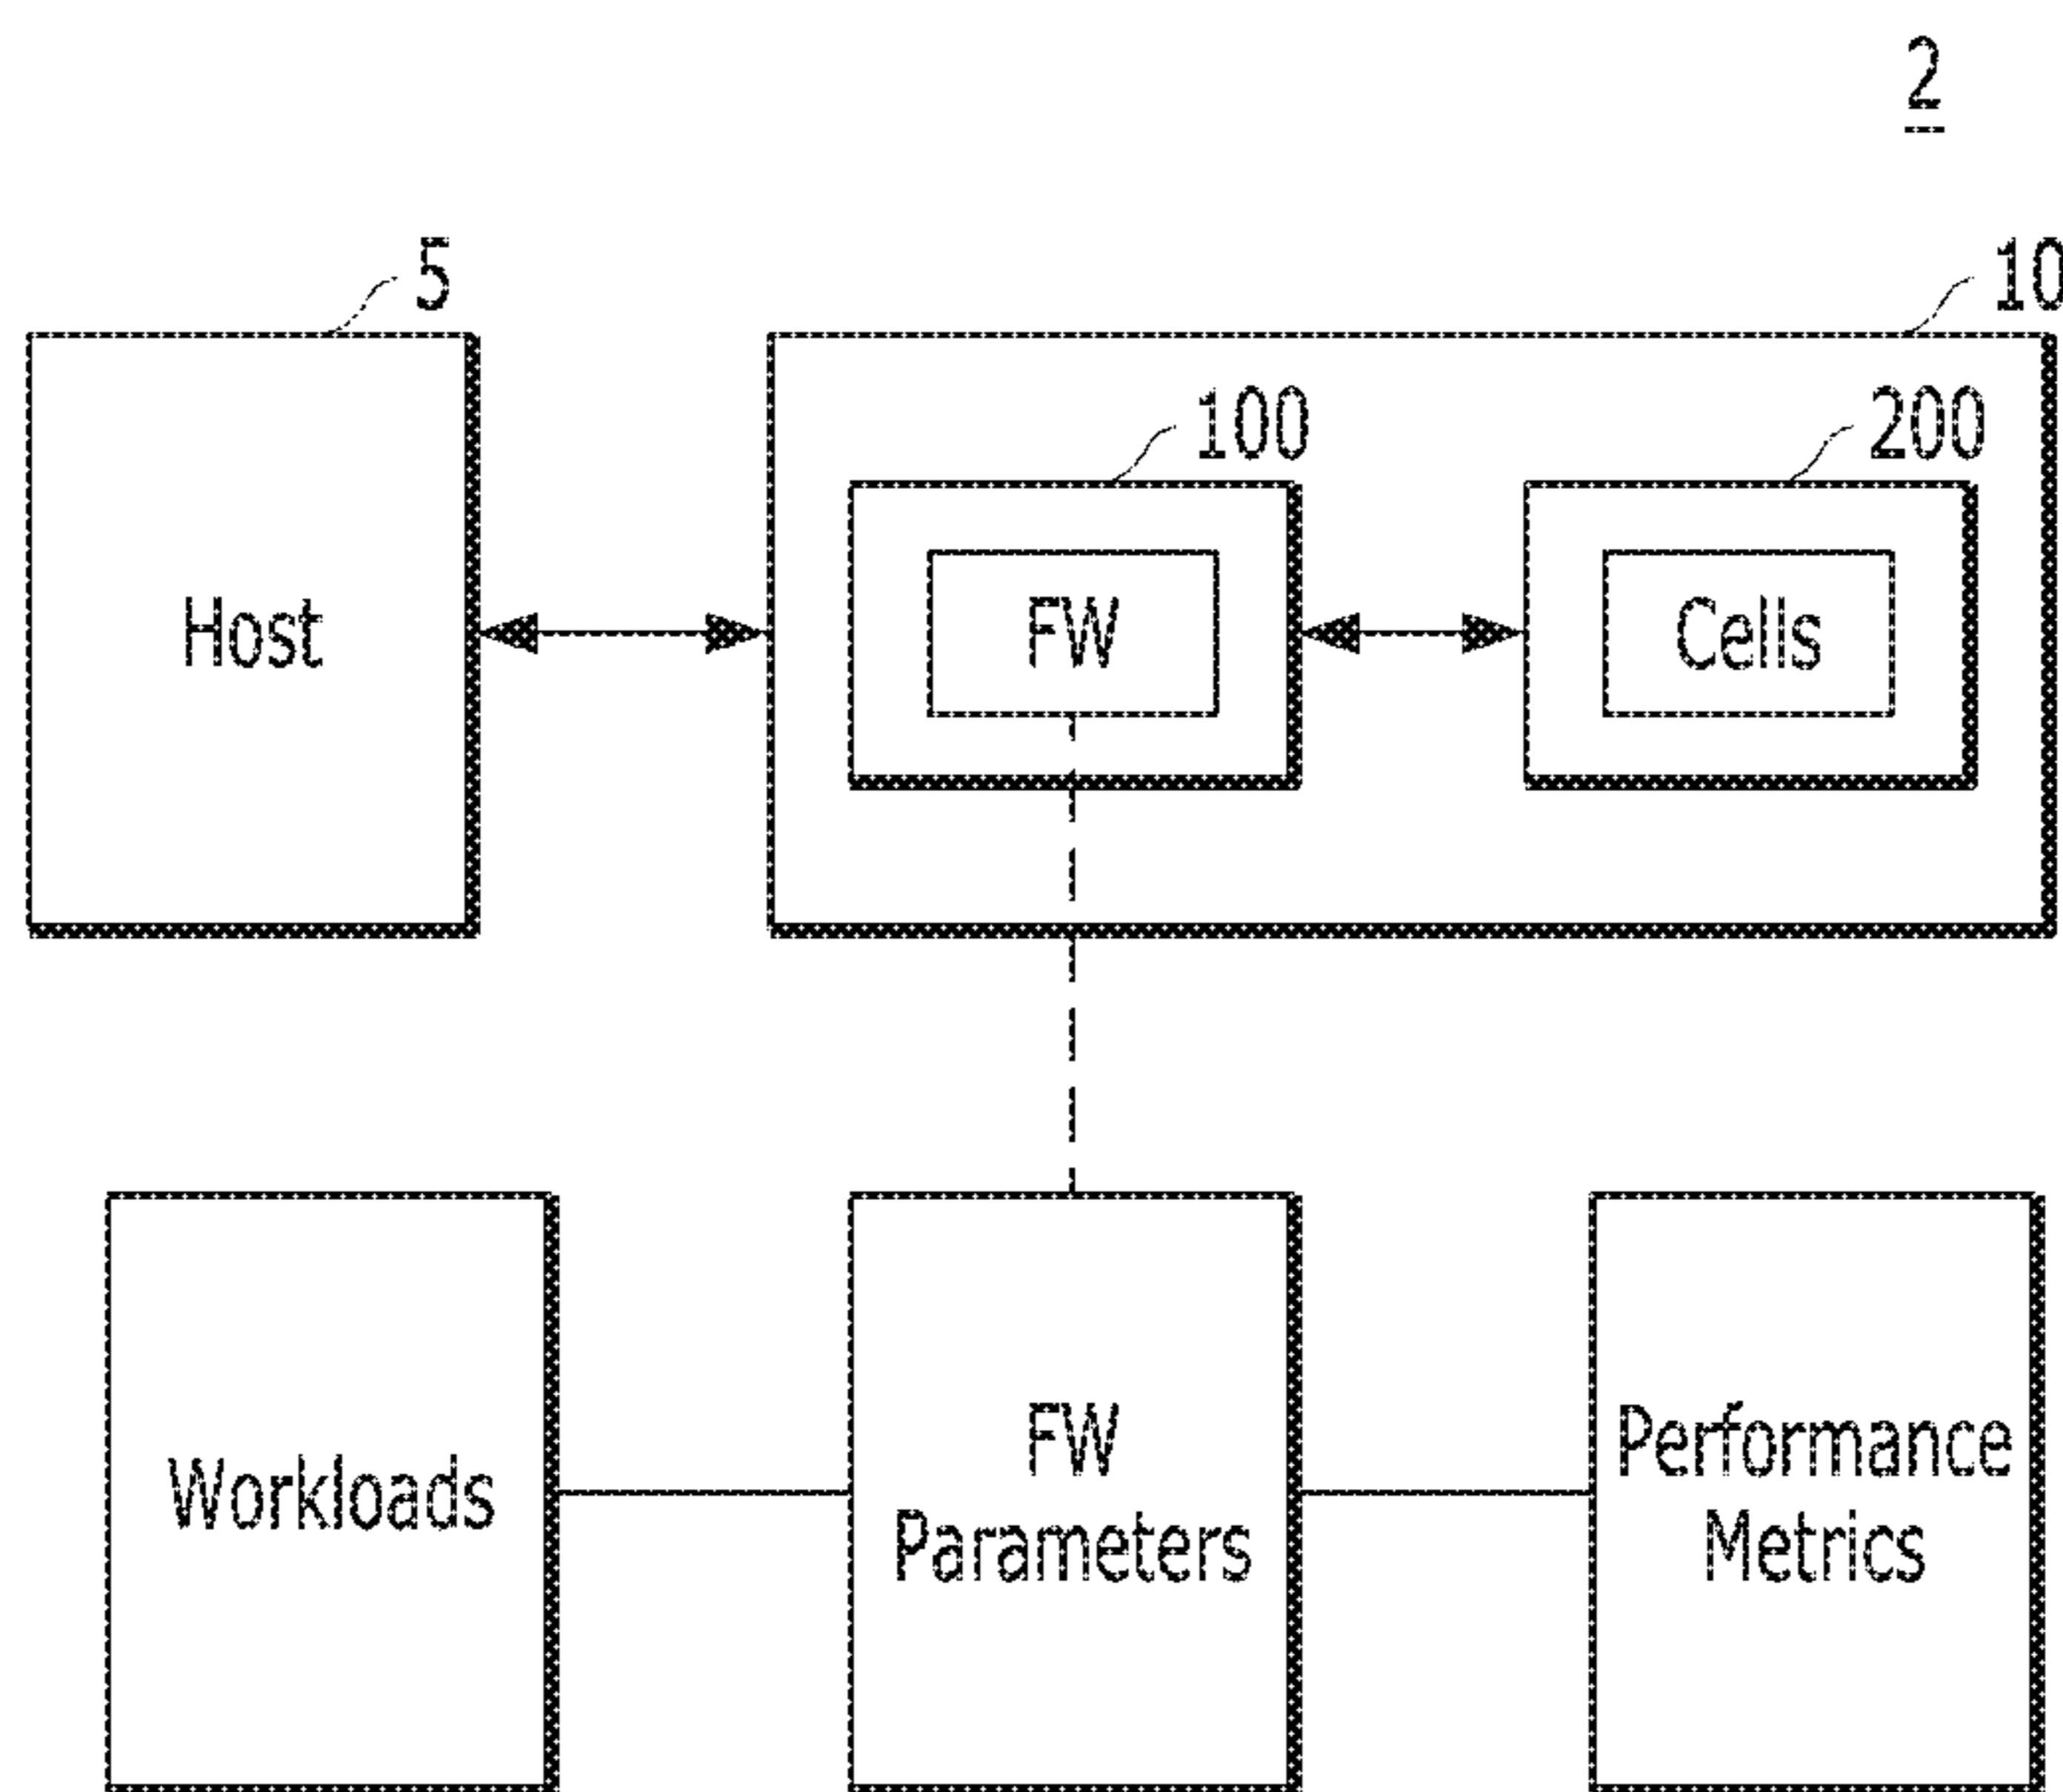 2
5
10
100
200
Host
FW
Cells
Workloads
FW
Parameters
Performance
Metrics